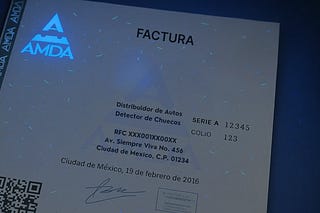 FACTURA
AMDA
Distribuidor de Autos
Detector de Chuecos
SERIE A 12345
COLIO 123
RFC XXX001XX00XX
Av. Siempre Viva No. 456
Ciudad de México, C.P. 01234
Ciudad de México, 19 de febrero de 2016